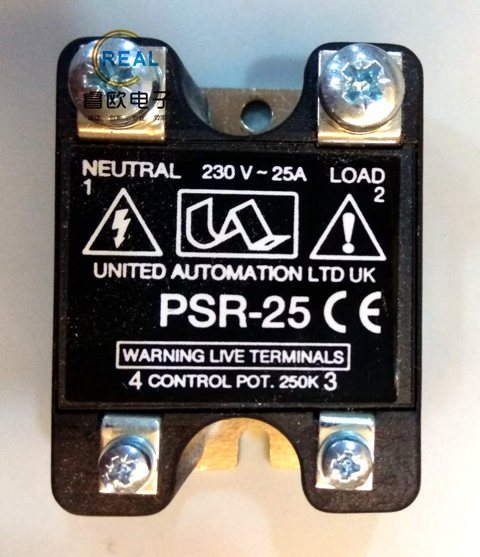 REAL
睿欧电子
NEUTRAL 230 V ~ 25A LOAD
1 2
UNITED AUTOMATION LTD UK
PSR-25 CE
WARNING LIVE TERMINALS
4 CONTROL POT. 250K 3